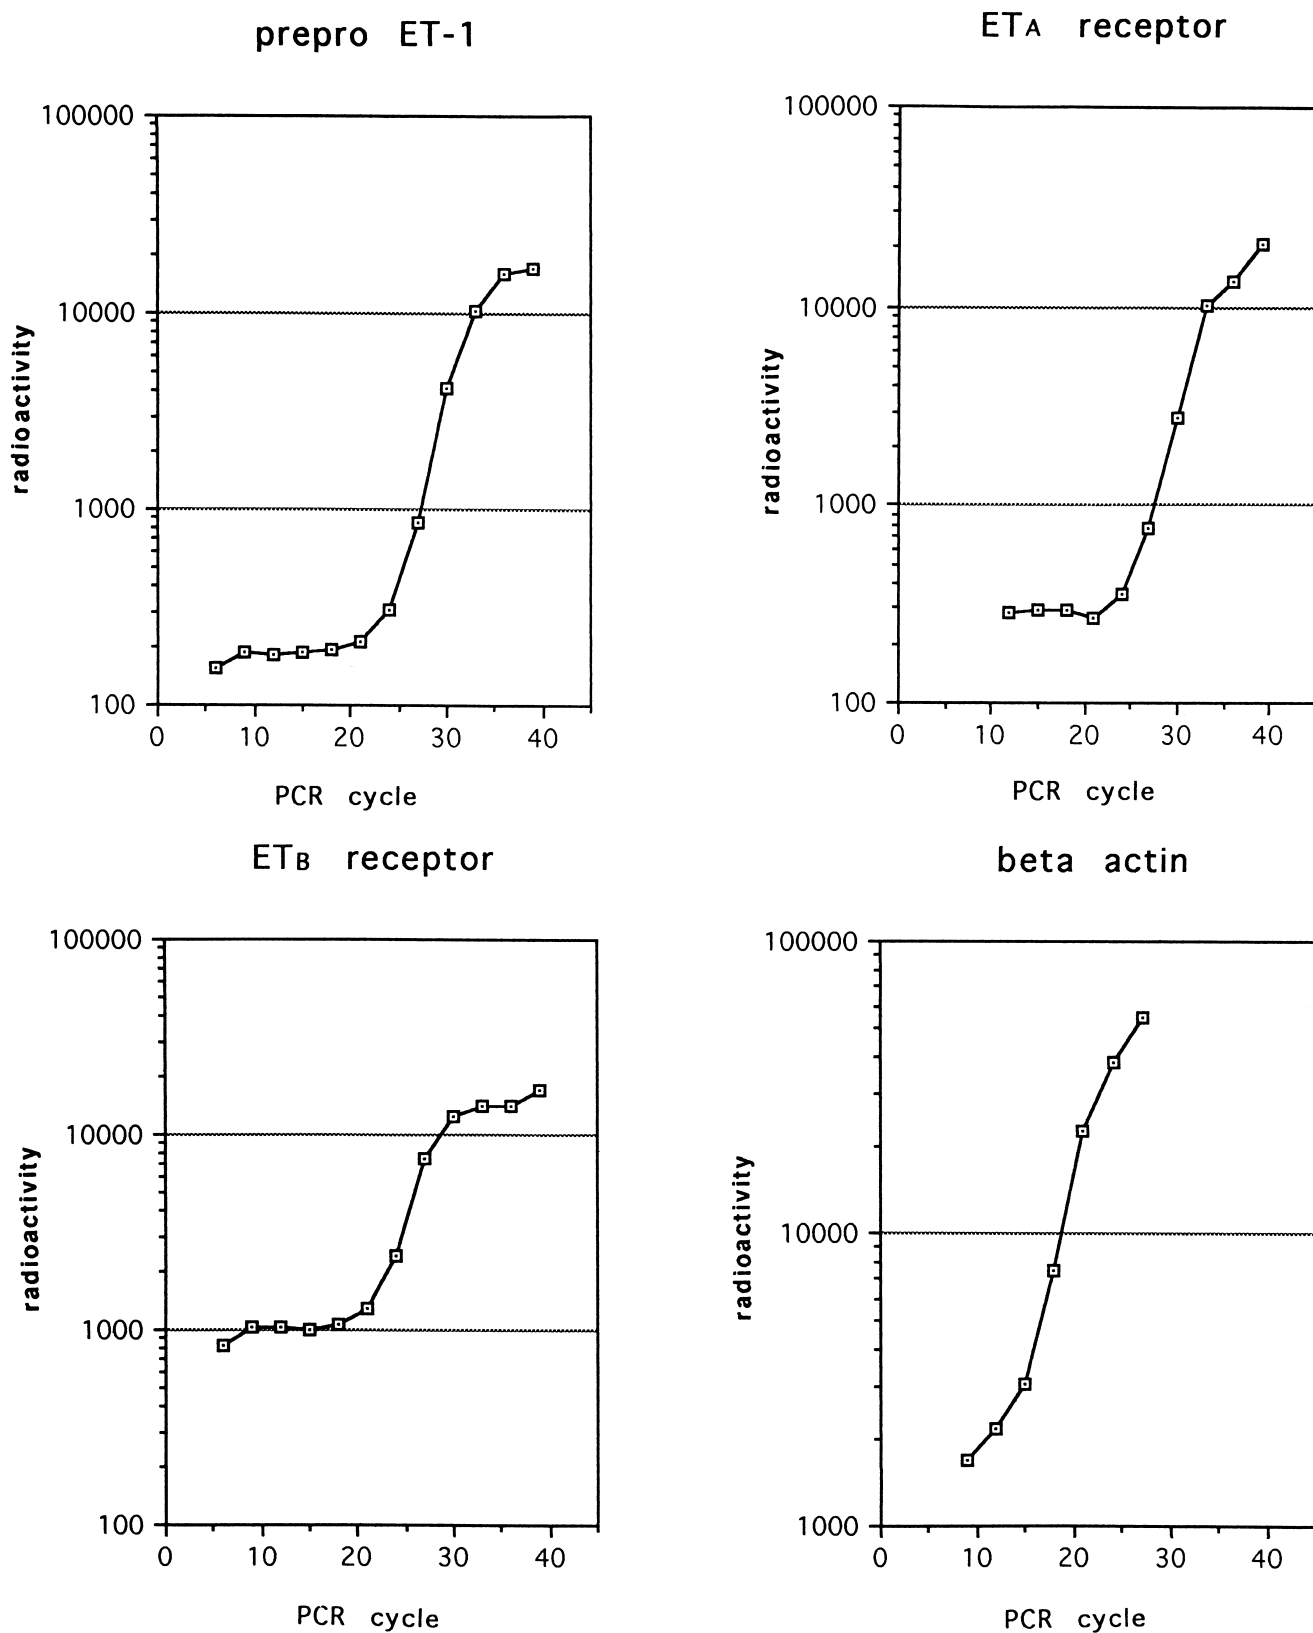 prepro ET-1
100000
10000
1000
100
0 10 20 30 40
radioactivity
PCR cycle
ETA receptor
100000
10000
1000
100
0 10 20 30 40
radioactivity
PCR cycle
ETB receptor
100000
10000
1000
100
0 10 20 30 40
radioactivity
PCR cycle
beta actin
100000
10000
1000
0 10 20 30 40
radioactivity
PCR cycle